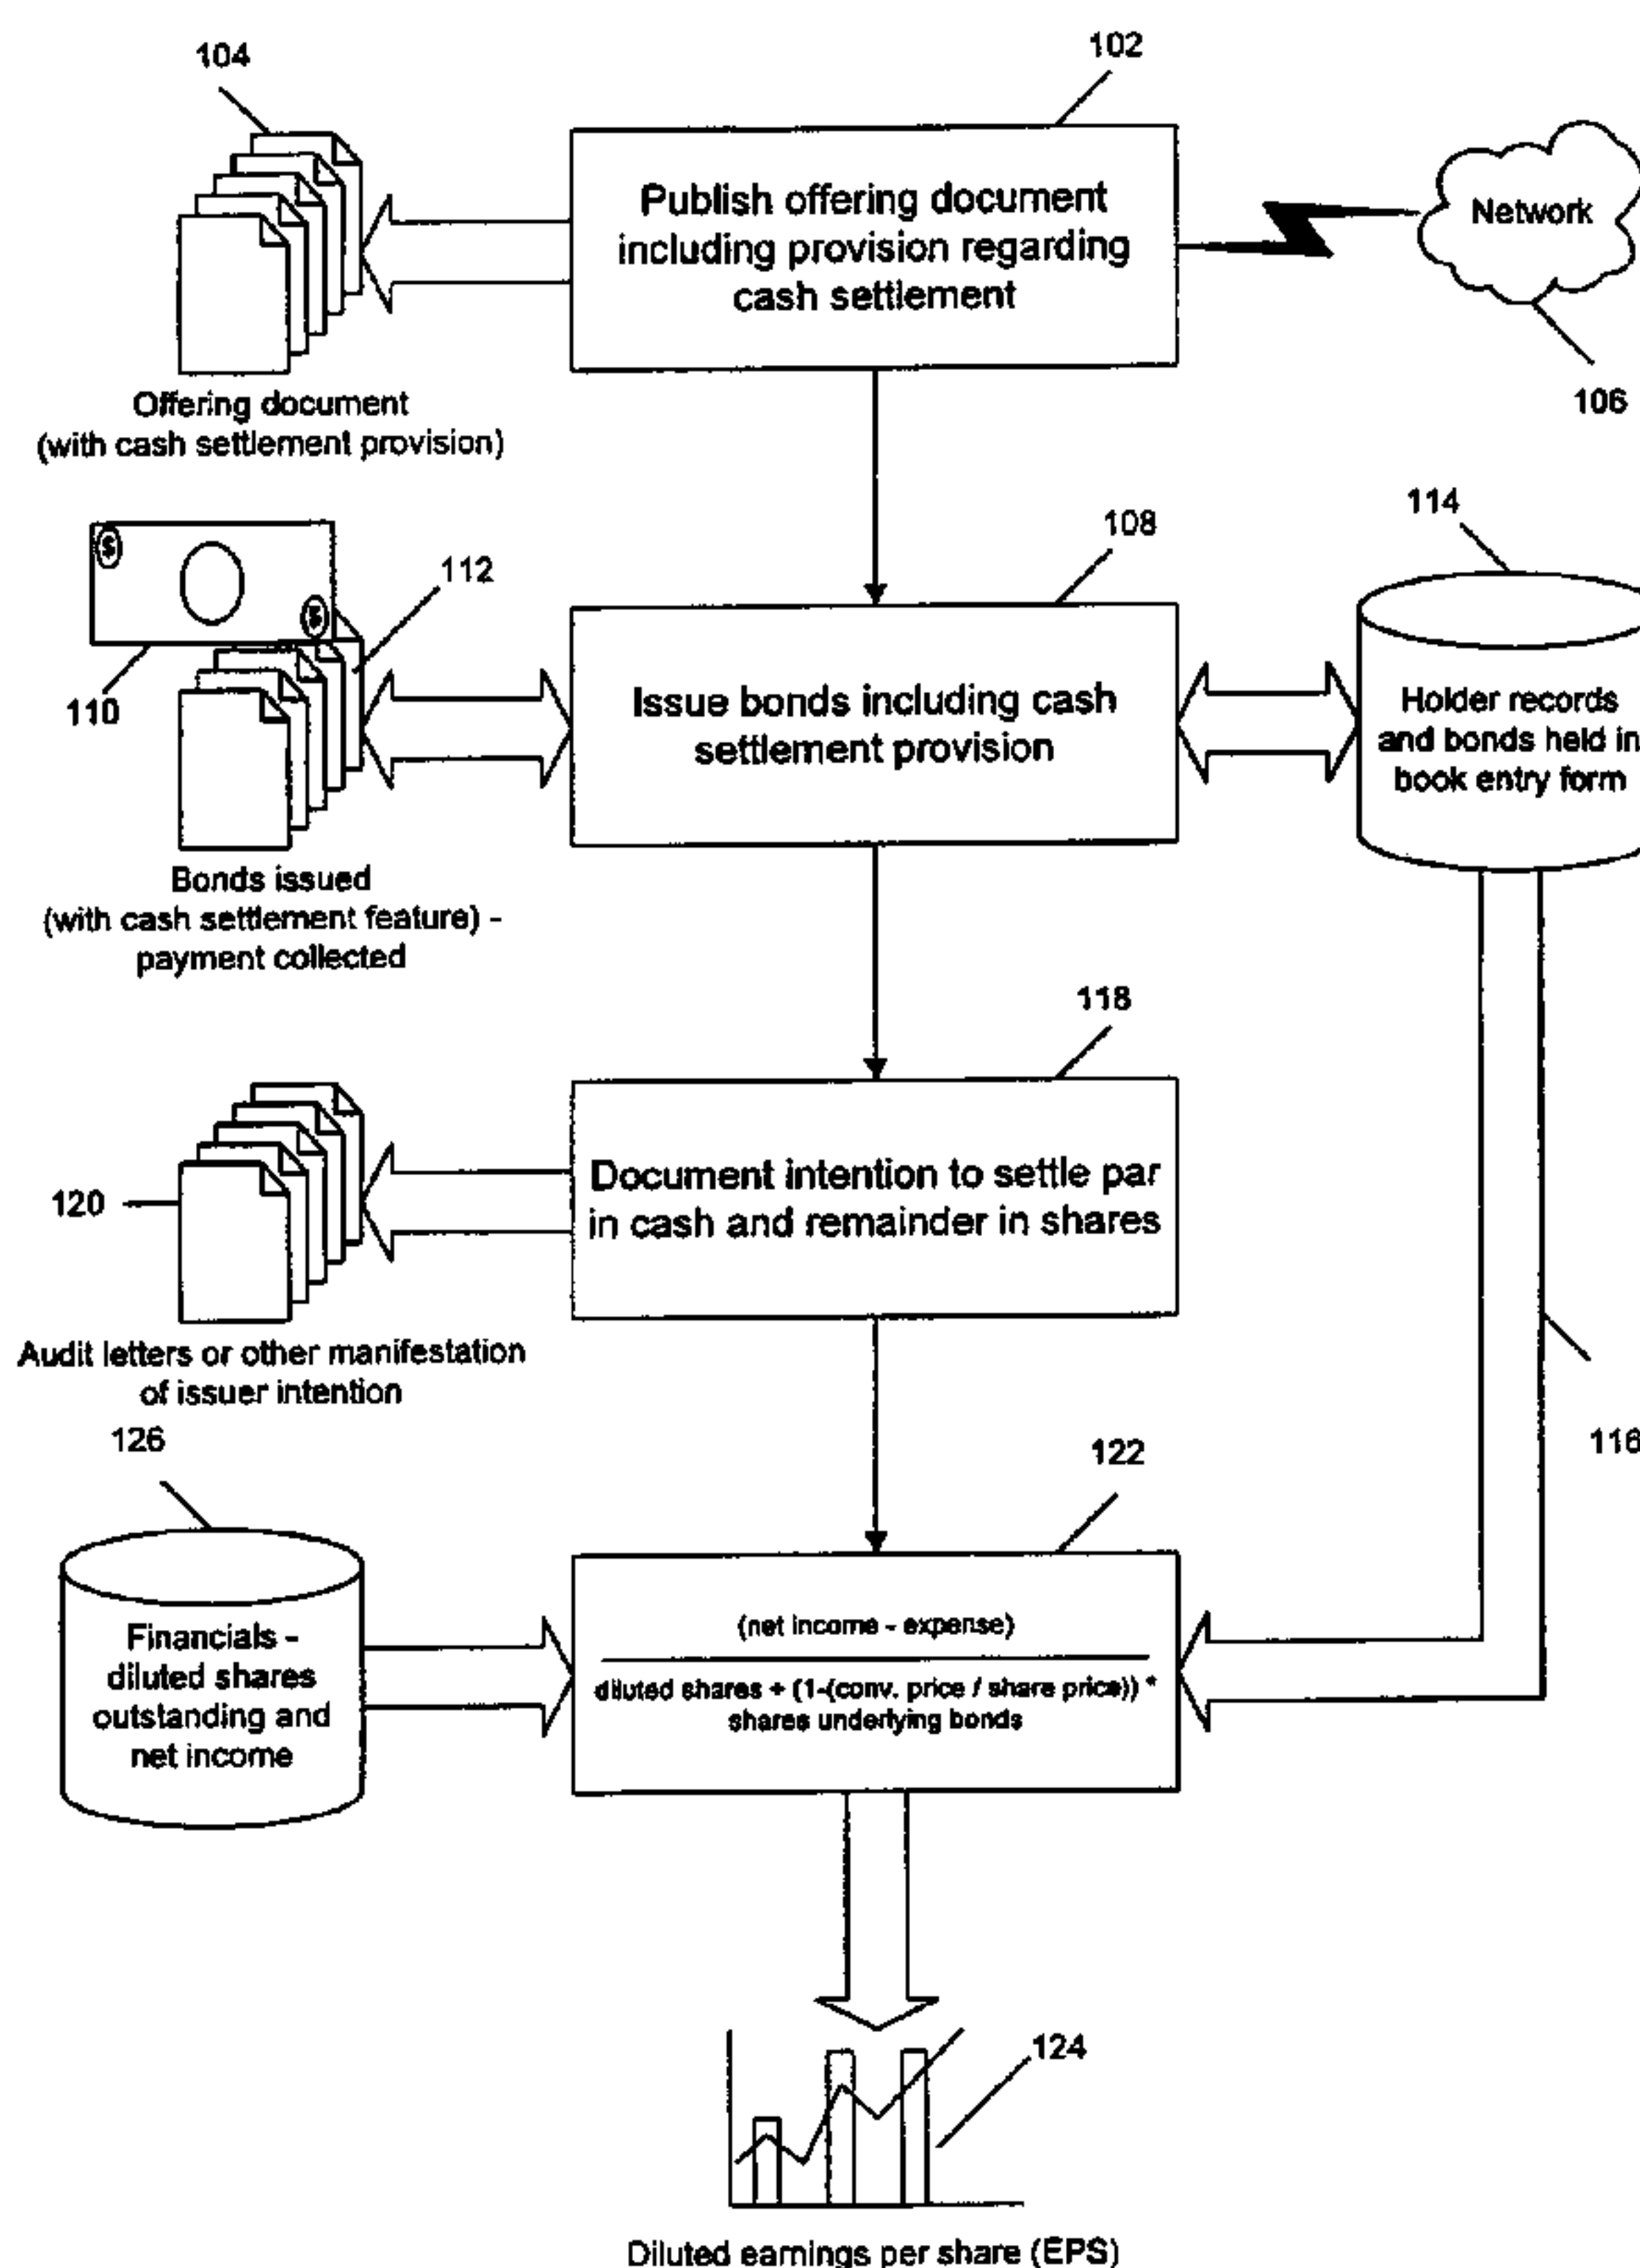 104
102
Publish offering document
including provision regarding
cash settlement
Network
106
Offering document
(with cash settlement provision)
114
108
$
$
112
110
Issue bonds including cash
settlement provision
Holder records
and bonds held in
book entry form
Bonds issued
(with cash settlement feature) -
payment collected
118
Document intention to settle par
in cash and remainder in shares
120
Audit letters or other manifestation
of issuer intention
126
122
116
(net income - expense)
diluted shares + (1-(conv. price / share price)) *
shares underlying bonds
Financials -
diluted shares
outstanding and
net income
124
Diluted earnings per share (EPS)